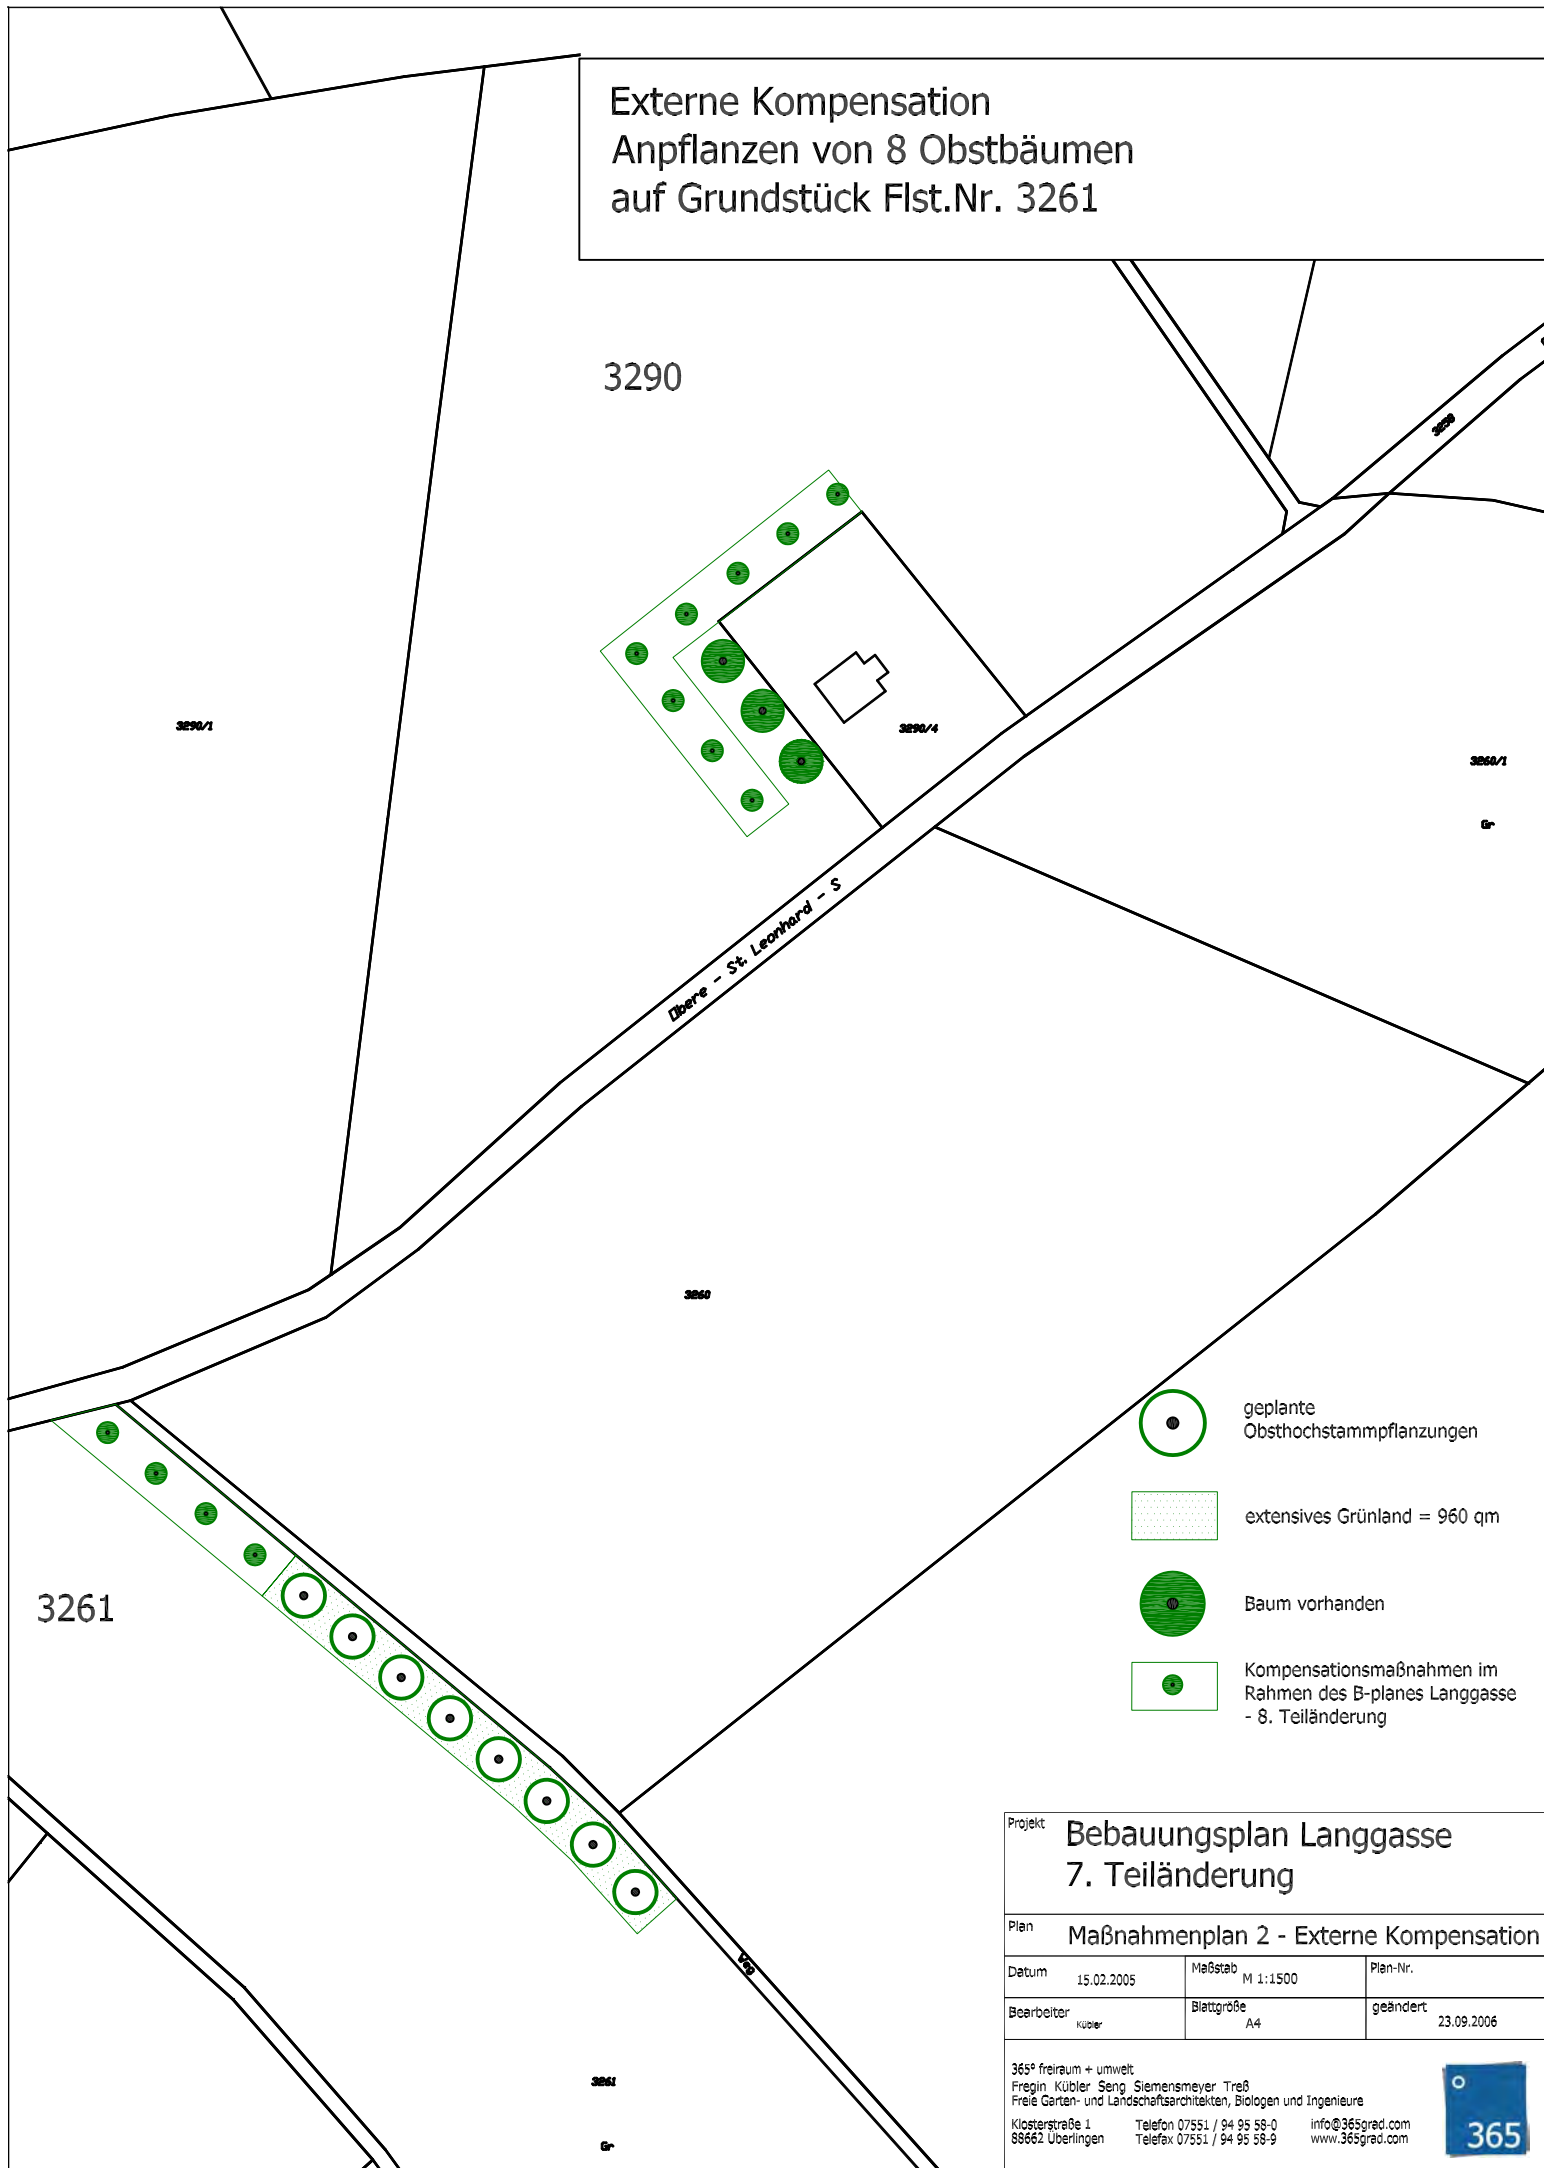 Externe Kompensation
Anpflanzen von 8 Obstbäumen
auf Grundstück Flst.Nr. 3261
3290
3258
3290/1
3290/4
3260/1
Gr
Obere - St. Leonhard - S
3260
geplante
Obsthochstammpflanzungen
extensives Grünland = 960 qm
Baum vorhanden
Kompensationsmaßnahmen im
Rahmen des B-planes Langgasse
- 8. Teiländerung
3261
Weg
3261
Gr
Projekt
Bebauungsplan Langgasse
7. Teiländerung
Plan
Maßnahmenplan 2 - Externe Kompensation
Datum 15.02.2005 Maßstab M 1:1500 Plan-Nr.
Bearbeiter Kübler Blattgröße A4 geändert 23.09.2006
365° freiraum + umwelt
Fregin Kübler Seng Siemensmeyer Treß
Freie Garten- und Landschaftsarchitekten, Biologen und Ingenieure
Klosterstraße 1 Telefon 07551 / 94 95 58-0 info@365grad.com
88662 Überlingen Telefax 07551 / 94 95 58-9 www.365grad.com
365